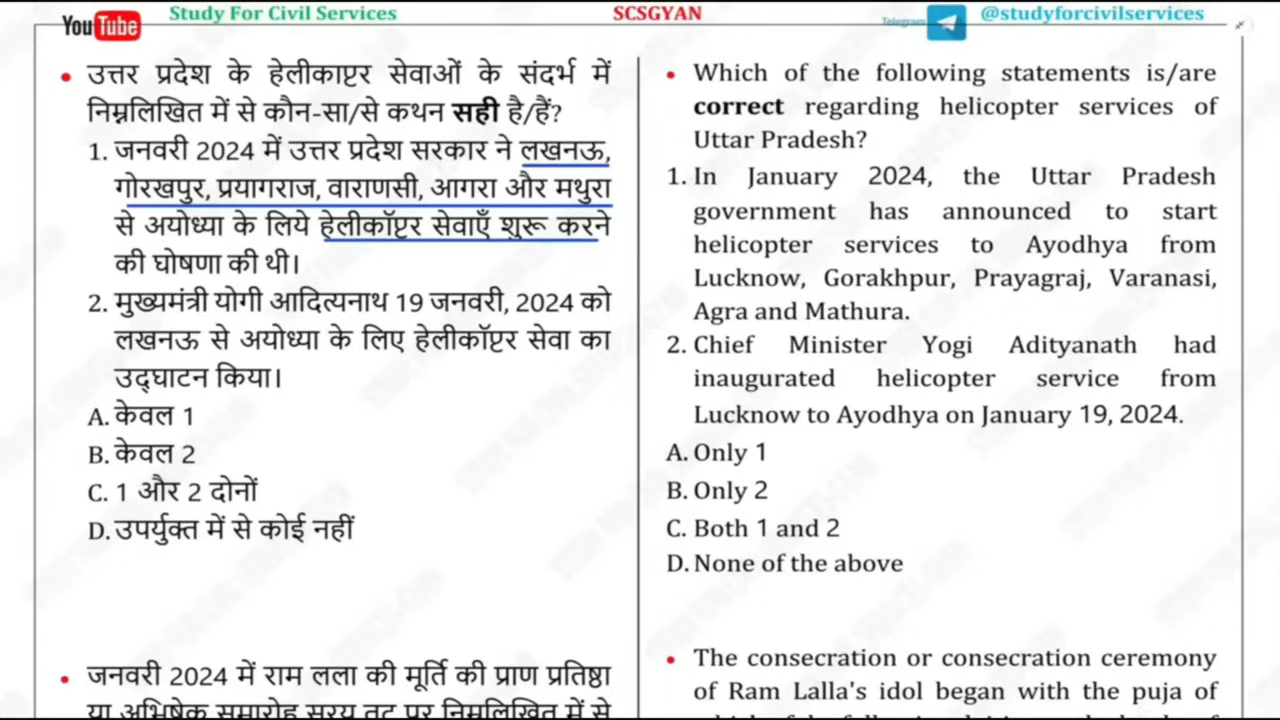 YouTube
Study For Civil Services
SCSGYAN
Telegram
@studyforcivilservices
• उत्तर प्रदेश के हेलीकाप्टर सेवाओं के संदर्भ में
निम्नलिखित में से कौन-सा/से कथन सही है/हैं?
1. जनवरी 2024 में उत्तर प्रदेश सरकार ने लखनऊ,
गोरखपुर, प्रयागराज, वाराणसी, आगरा और मथुरा
से अयोध्या के लिये हेलीकॉप्टर सेवाएँ शुरू करने
की घोषणा की थी।
2. मुख्यमंत्री योगी आदित्यनाथ 19 जनवरी, 2024 को
लखनऊ से अयोध्या के लिए हेलीकॉप्टर सेवा का
उद्घाटन किया।
A. केवल 1
B. केवल 2
C. 1 और 2 दोनों
D. उपर्युक्त में से कोई नहीं
• जनवरी 2024 में राम लला की मूर्ति की प्राण प्रतिष्ठा
या अभिषेक समारोह सरयू तट पर निम्नलिखित में से
• Which of the following statements is/are
correct regarding helicopter services of
Uttar Pradesh?
1. In January 2024, the Uttar Pradesh
government has announced to start
helicopter services to Ayodhya from
Lucknow, Gorakhpur, Prayagraj, Varanasi,
Agra and Mathura.
2. Chief Minister Yogi Adityanath had
inaugurated helicopter service from
Lucknow to Ayodhya on January 19, 2024.
A. Only 1
B. Only 2
C. Both 1 and 2
D. None of the above
• The consecration or consecration ceremony
of Ram Lalla's idol began with the puja of